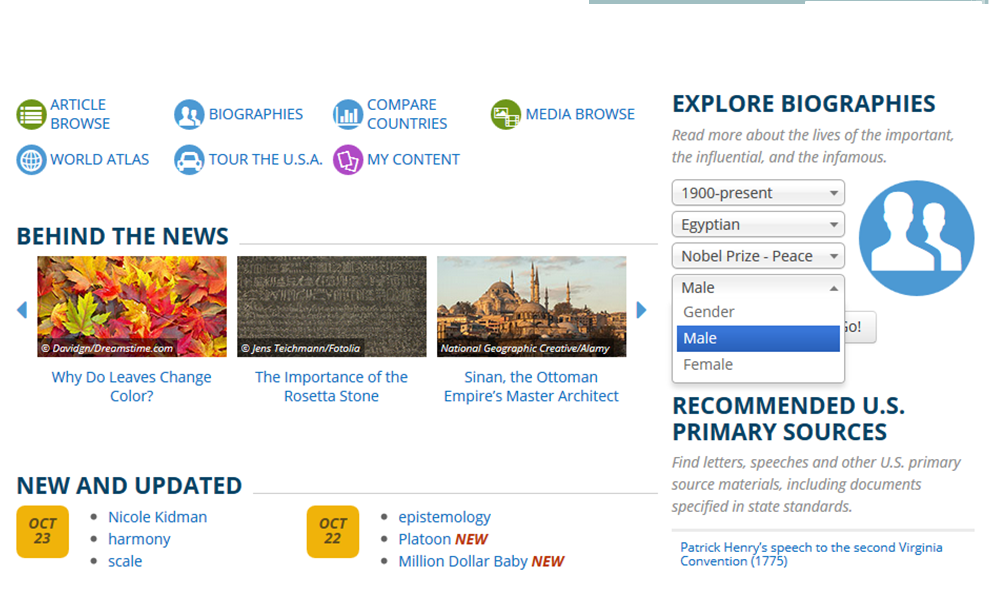 ARTICLE
BROWSE
BIOGRAPHIES
COMPARE
COUNTRIES
MEDIA BROWSE
WORLD ATLAS
TOUR THE U.S.A.
MY CONTENT
BEHIND THE NEWS
© Davidgn/Dreamstime.com
Why Do Leaves Change
Color?
© Jens Teichmann/Fotolia
The Importance of the
Rosetta Stone
National Geographic Creative/Alamy
Sinan, the Ottoman
Empire’s Master Architect
NEW AND UPDATED
OCT
23
Nicole Kidman
harmony
scale
OCT
22
epistemology
Platoon NEW
Million Dollar Baby NEW
EXPLORE BIOGRAPHIES
Read more about the lives of the important,
the influential, and the infamous.
1900-present
Egyptian
Nobel Prize - Peace
Male
Gender
Male
Female
Go!
RECOMMENDED U.S.
PRIMARY SOURCES
Find letters, speeches and other U.S. primary
source materials, including documents
specified in state standards.
Patrick Henry’s speech to the second Virginia
Convention (1775)